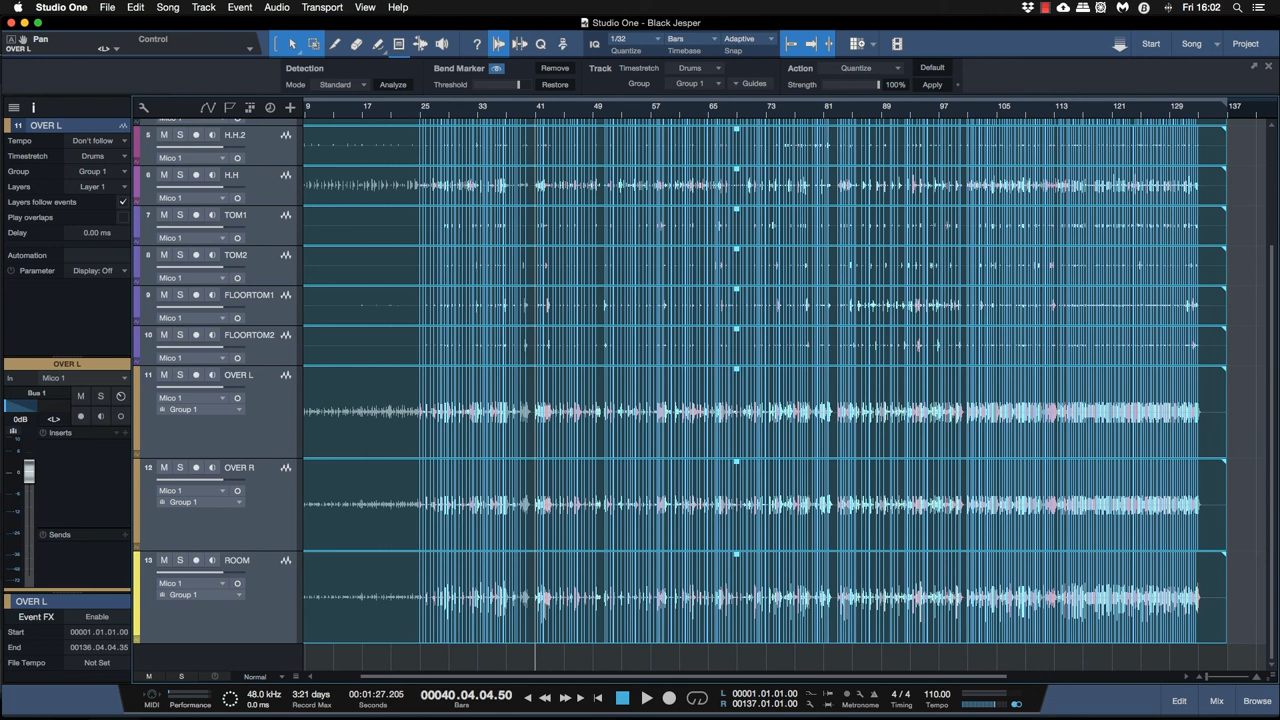 Studio One File Edit Song Track Event Audio Transport View Help Fri 16:02
Studio One - Black Jesper
Pan Control
OVER L <L>
IQ 1/32 Bars Adaptive Start Song Project
Quantize Timebase Snap
Detection Bend Marker Remove Track Timestretch Drums Action Quantize Default
Mode Standard Analyze Threshold Restore Group Group 1 Guides Strength 100% Apply
9 17 25 33 41 49 57 65 73 81 89 97 105 113 121 129 137
11 OVER L
Tempo Don't follow
Timestretch Drums
Group Group 1
Layers Layer 1
Layers follow events
Play overlaps
Delay 0.00 ms
Automation
Parameter Display: Off
OVER L
In Mico 1
Bus 1 M S
0dB <L>
Inserts
Sends
OVER L
Event FX Enable
Start 00001.01.01.00
End 00136.04.04.35
File Tempo Not Set
5 M S H.H.2
Mico 1
6 M S H.H
Mico 1
7 M S TOM1
Mico 1
8 M S TOM2
Mico 1
9 M S FLOORTOM1
Mico 1
10 M S FLOORTOM2
Mico 1
11 M S OVER L
Mico 1
Group 1
12 M S OVER R
Mico 1
Group 1
13 M S ROOM
Mico 1
Group 1
M S Normal
MIDI Performance
48.0 kHz 3:21 days 0:00:01:27.205 00040.04.04.50 L 00001.01.01.00 4 / 4 110.00
0.0 ms Record Max Seconds Bars R 00137.01.01.00 Metronome Timing Tempo
Edit Mix Browse